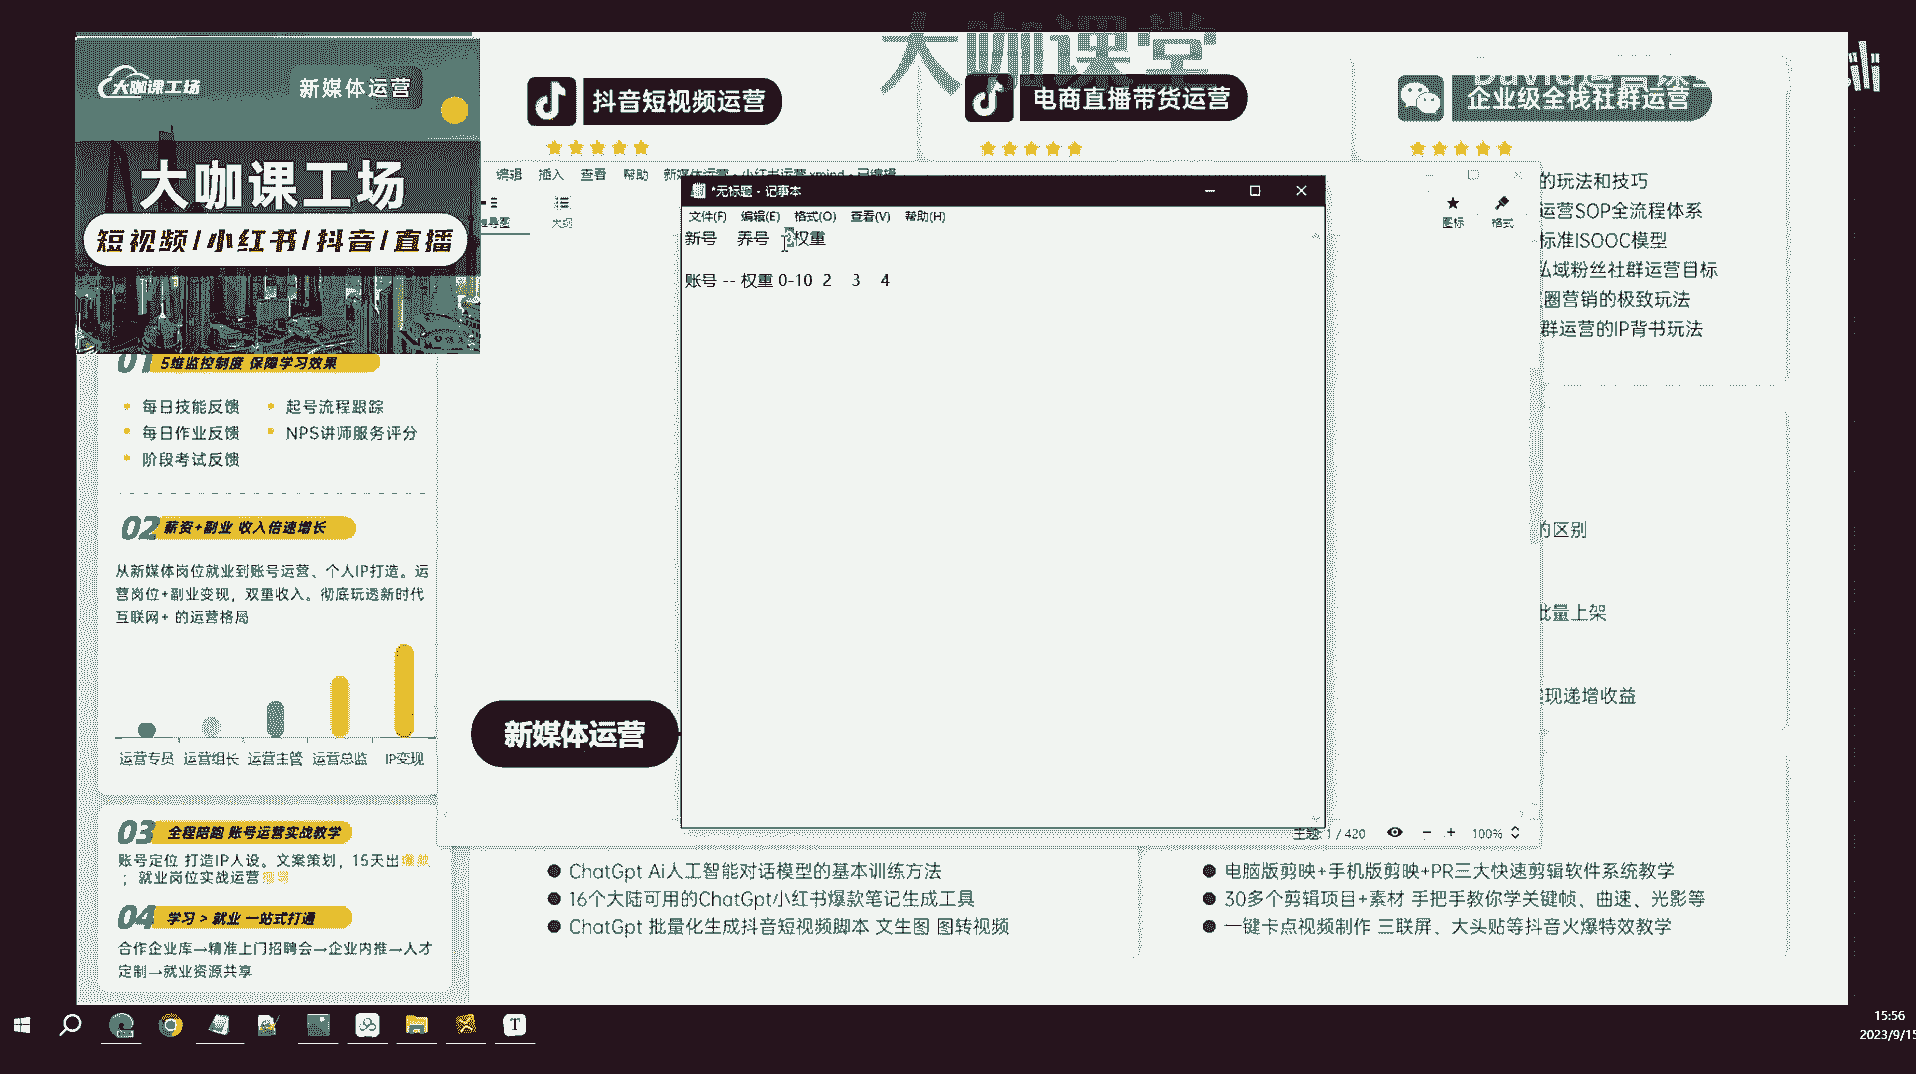 大咖课堂
大咖课工场
新媒体运营
大咖课工场
短视频/小红书/抖音/直播
抖音短视频运营
电商直播带货运营
企业级全栈社群运营
编辑 插入 查看 帮助
*无标题 - 记事本
文件(F) 编辑(E) 格式(O) 查看(V) 帮助(H)
新号 养号 权重
账号 -- 权重 0-10 2 3 4
大纲
图标 格式
的玩法和技巧
运营SOP全流程体系
标准ISOOC模型
私域粉丝社群运营目标
圈营销的极致玩法
群运营的IP背书玩法
的区别
批量上架
现递增收益
01 5维监控制度 保障学习效果
每日技能反馈
起号流程跟踪
每日作业反馈
NPS讲师服务评分
阶段考试反馈
02 薪资+副业 收入倍速增长
从新媒体岗位就业到账号运营、个人IP打造。运
营岗位+副业变现，双重收入。彻底玩透新时代
互联网+ 的运营格局
运营专员 运营组长 运营主管 运营总监 IP变现
新媒体运营
03 全程陪跑 账号运营实战教学
账号定位 打造IP人设。文案策划，15天出爆款
；就业岗位实战运营
04 学习 > 就业 一站式打通
合作企业库→精准上门招聘会→企业内推→人才
定制→就业资源共享
主题: 1 / 420
100%
ChatGpt Ai人工智能对话模型的基本训练方法
16个大陆可用的ChatGpt小红书爆款笔记生成工具
ChatGpt 批量化生成抖音短视频脚本 文生图 图转视频
电脑版剪映+手机版剪映+PR三大快速剪辑软件系统教学
30多个剪辑项目+素材 手把手教你学关键帧、曲速、光影等
一键卡点视频制作 三联屏、大头贴等抖音火爆特效教学
15:56
2023/9/15